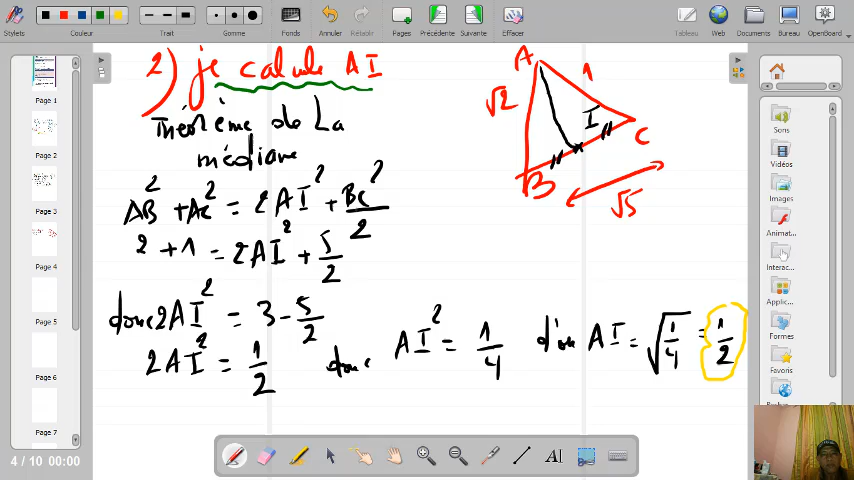 Stylets
Couleur
Trait
Gomme
Fonds
Annuler
Refaire
Pages
Précédente
Suivante
Effacer
Tableau
Web
Documents
Bureau
OpenBoard
2) je calcule AI
Théorème de La
médiane
AB² + AC² = 2AI² + BC²/2
2 + 1 = 2AI² + 5/2
donc 2AI² = 3 - 5/2
2AI² = 1/2 donc AI² = 1/4 d'où AI = √1/4 = 1/2
A
1
√2
I
C
B
√5
Page 1
Page 2
Page 3
Page 4
Page 5
Page 6
Page 7
4 / 10 00:00
Sons
Vidéos
Images
Animat...
Interac...
Applic...
Formes
Favoris